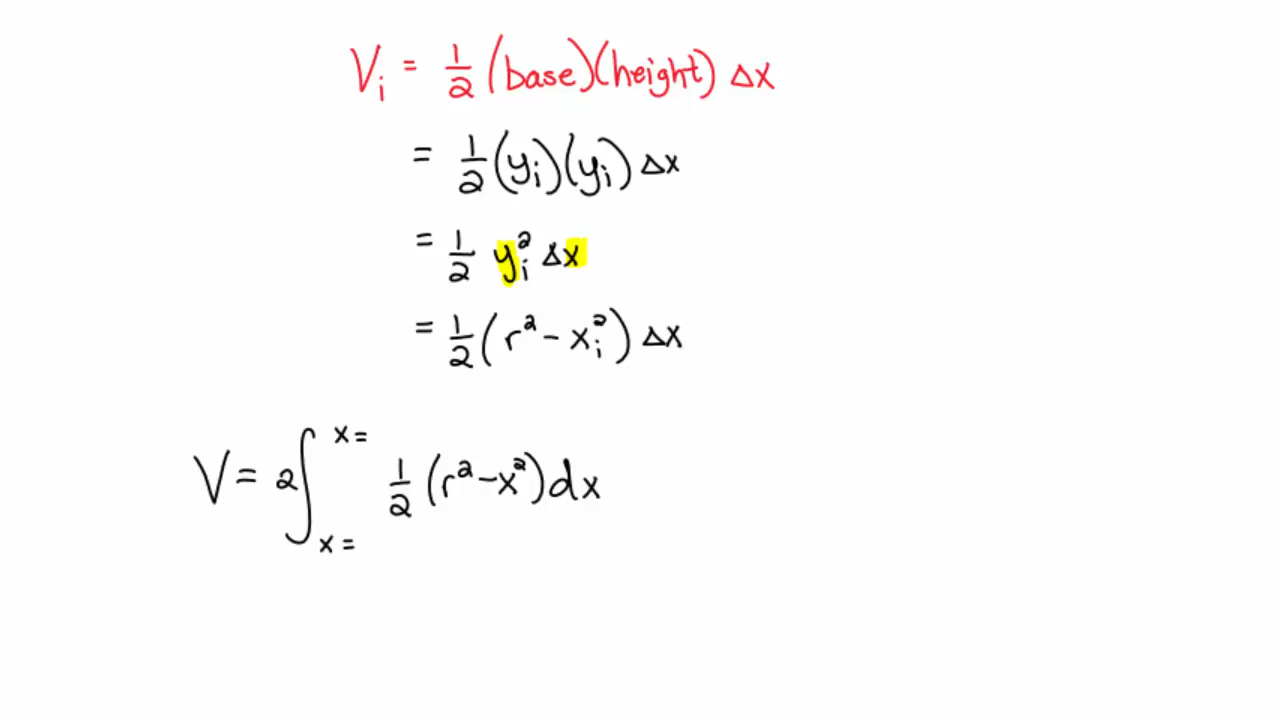 Vᵢ = 1/2 (base)(height) Δx
= 1/2 (yᵢ)(yᵢ) Δx
= 1/2 yᵢ² Δx
= 1/2 (r² − xᵢ²) Δx
V = 2 ∫_{x=}^{x=} 1/2 (r² − x²) dx